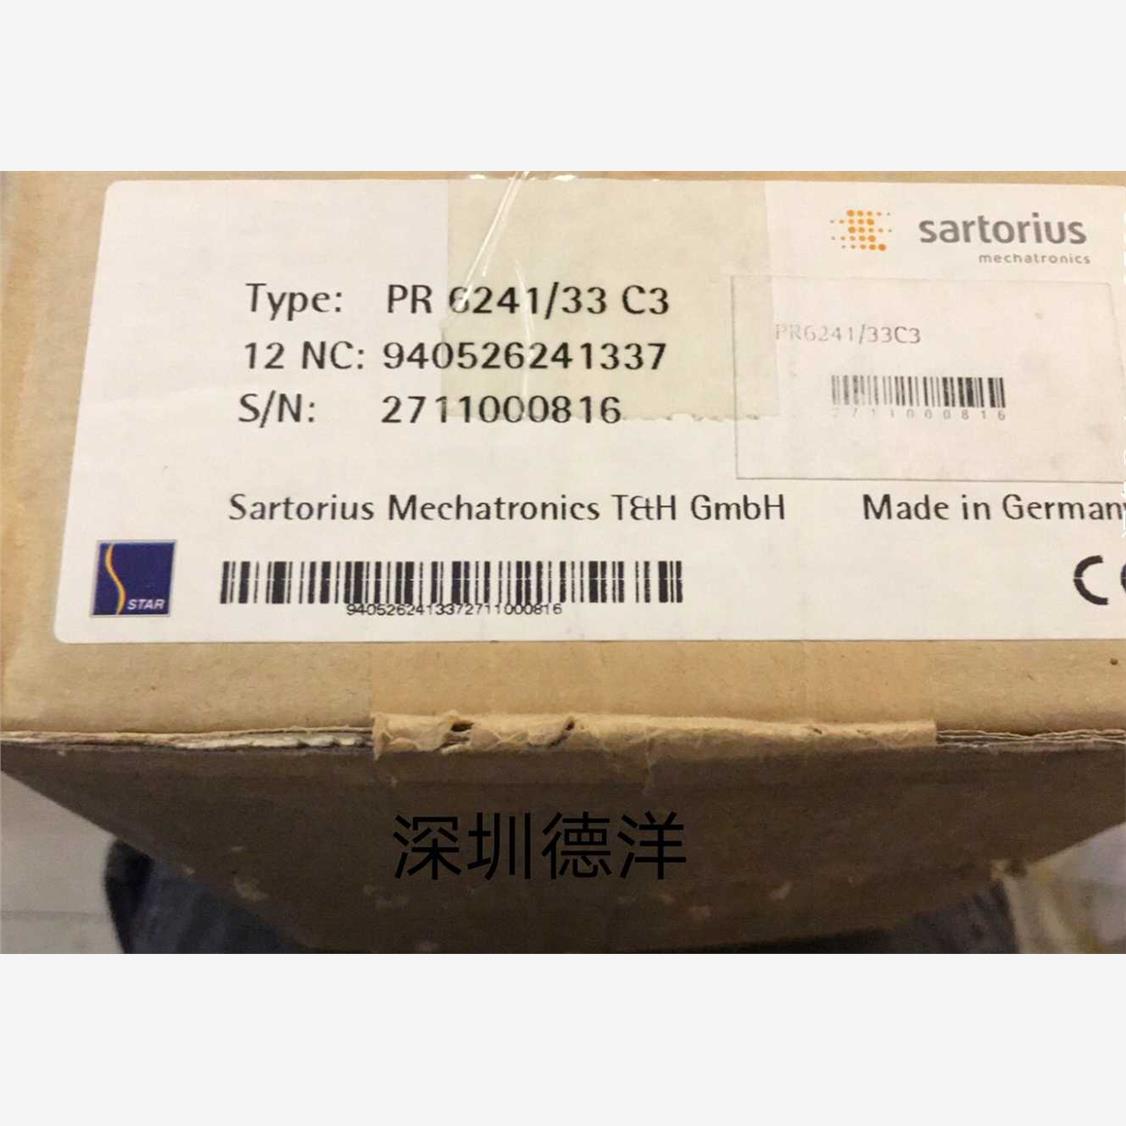 sartorius
mechatronics
Type: PR 6241/33 C3
12 NC: 940526241337
S/N: 2711000816
PR6241/33C3
2711000816
Sartorius Mechatronics T&H GmbH Made in Germany
STAR
9405262413372711000816
CE
深圳德洋